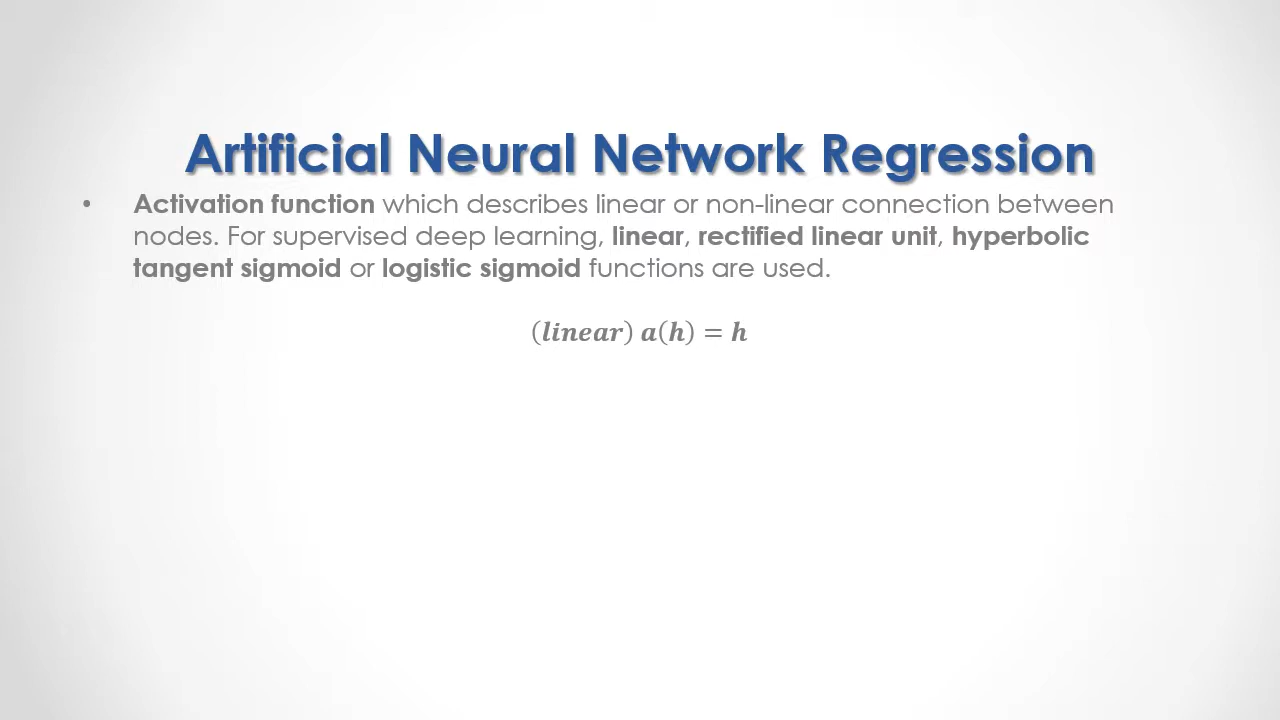 Artificial Neural Network Regression
• Activation function which describes linear or non-linear connection between
nodes. For supervised deep learning, linear, rectified linear unit, hyperbolic
tangent sigmoid or logistic sigmoid functions are used.
(linear) a(h) = h